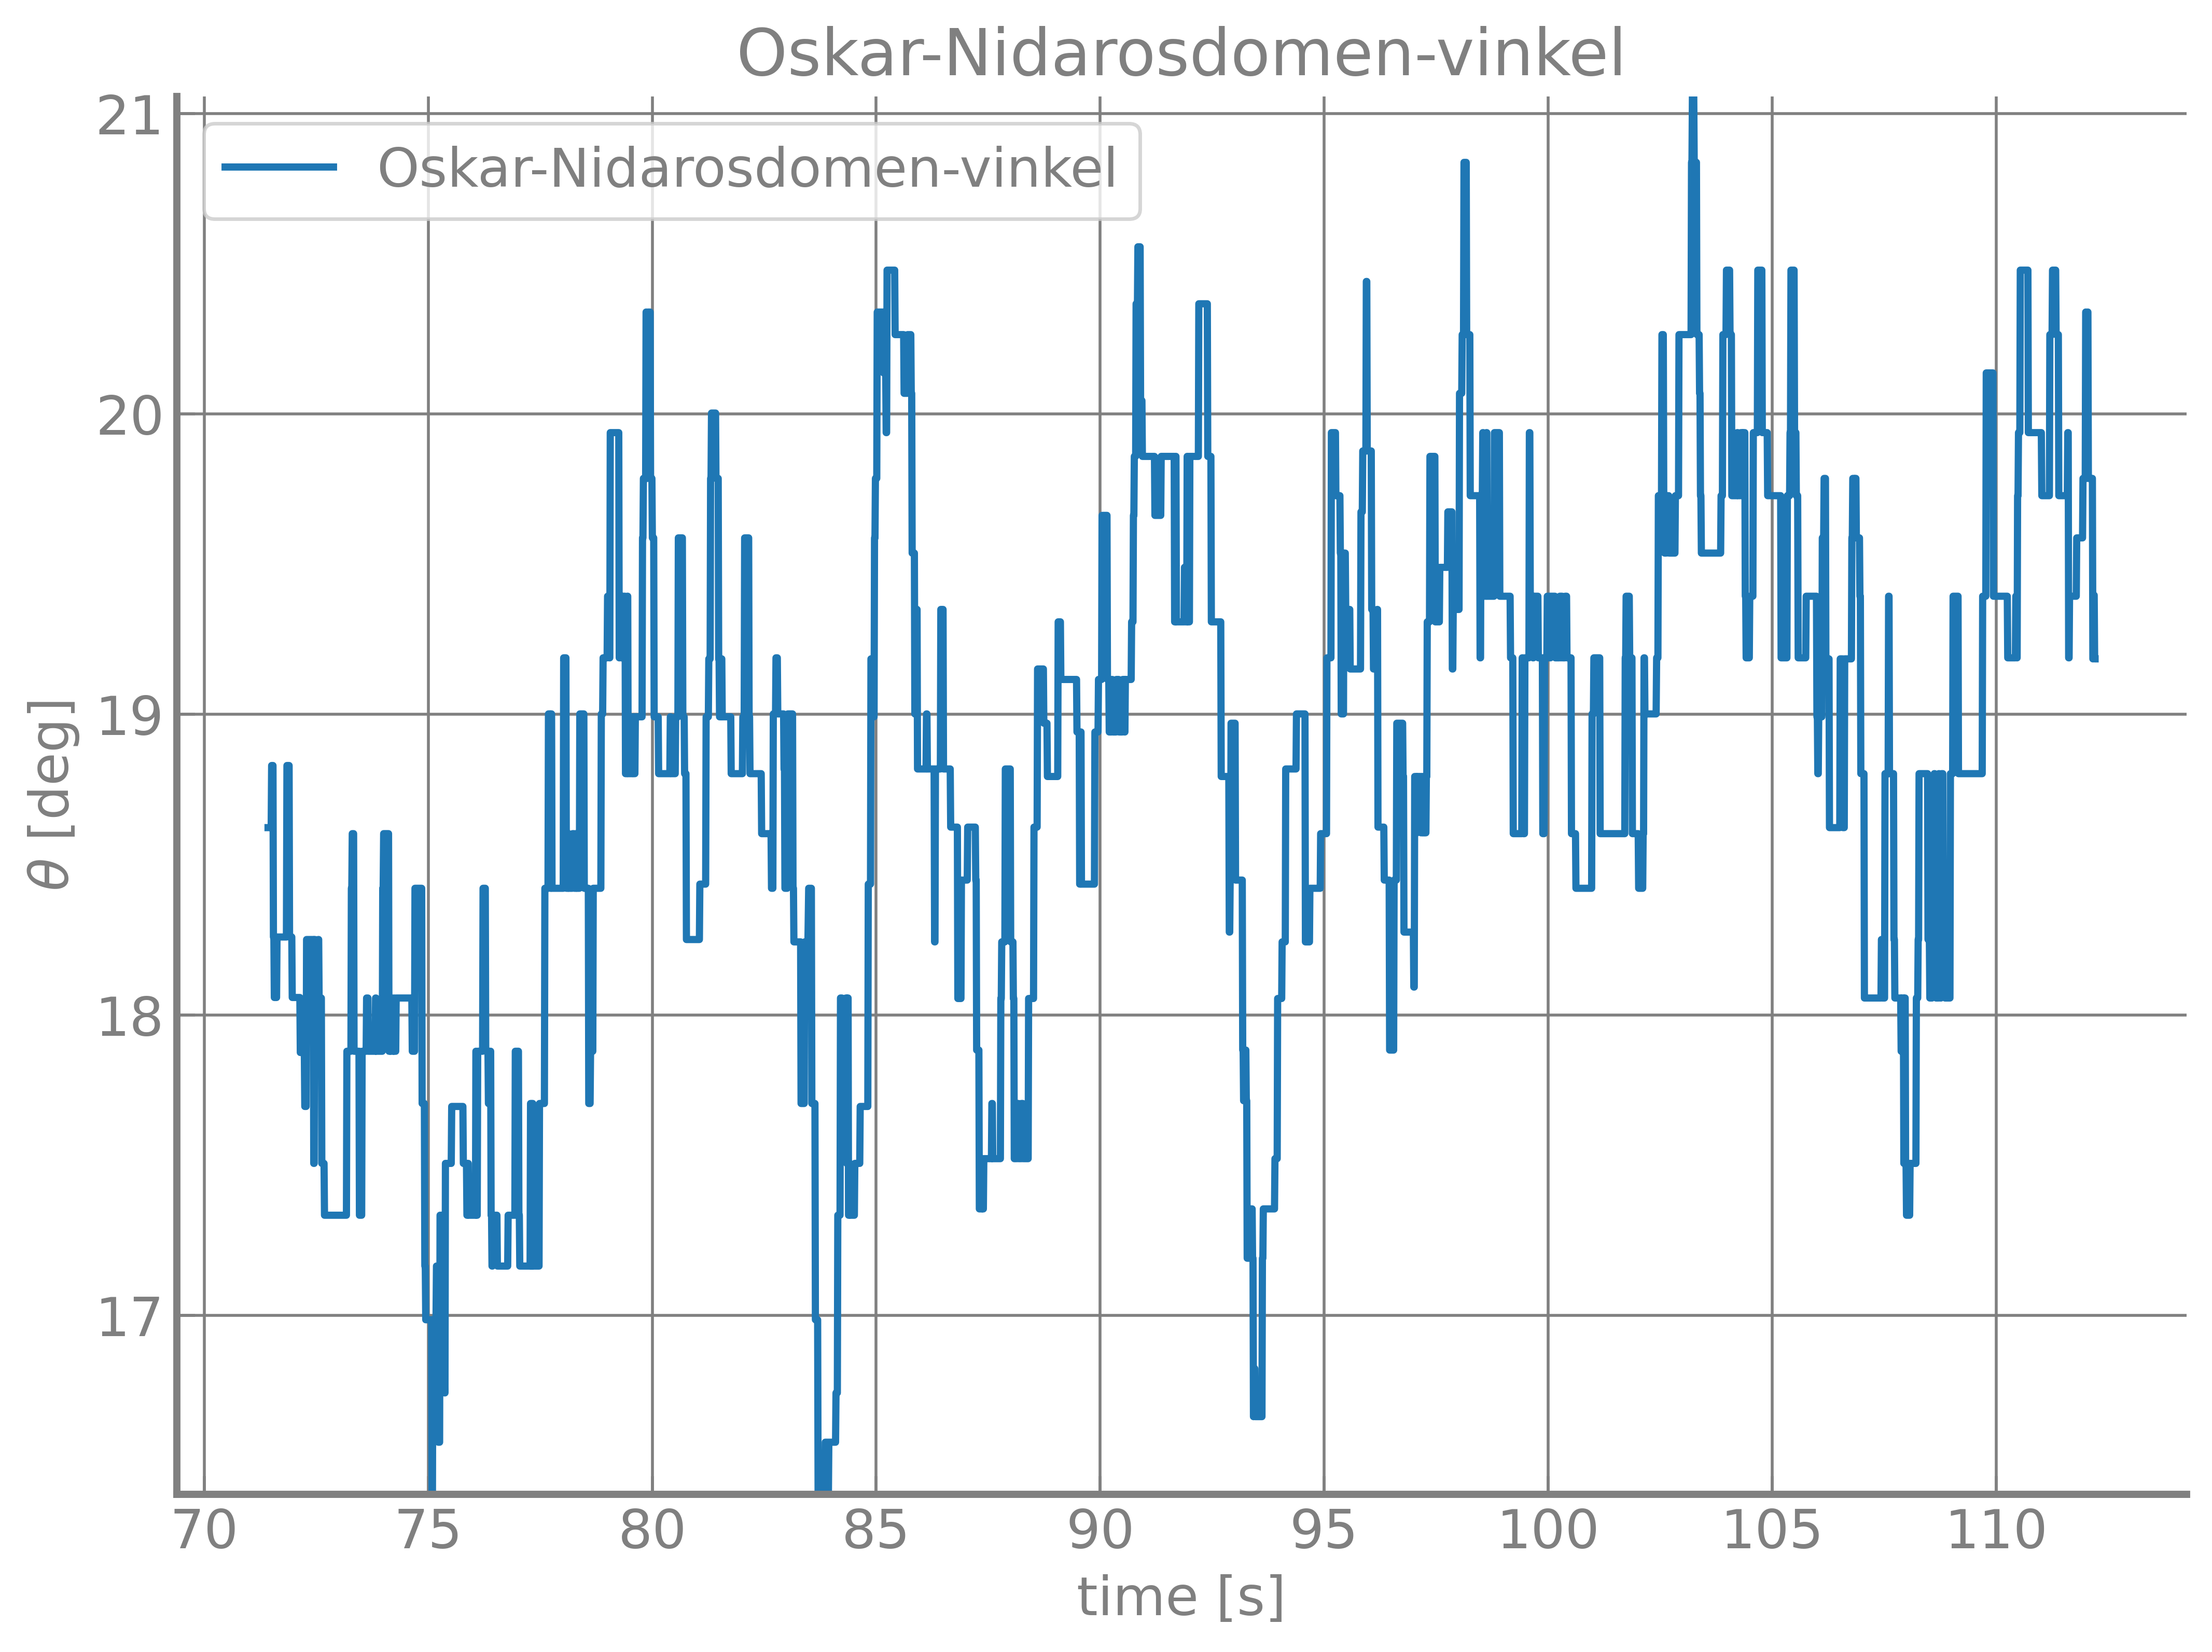 Oskar-Nidarosdomen-vinkel
21
Oskar-Nidarosdomen-vinkel
20
19
θ [deg]
18
17
70 75 80 85 90 95 100 105 110
time [s]